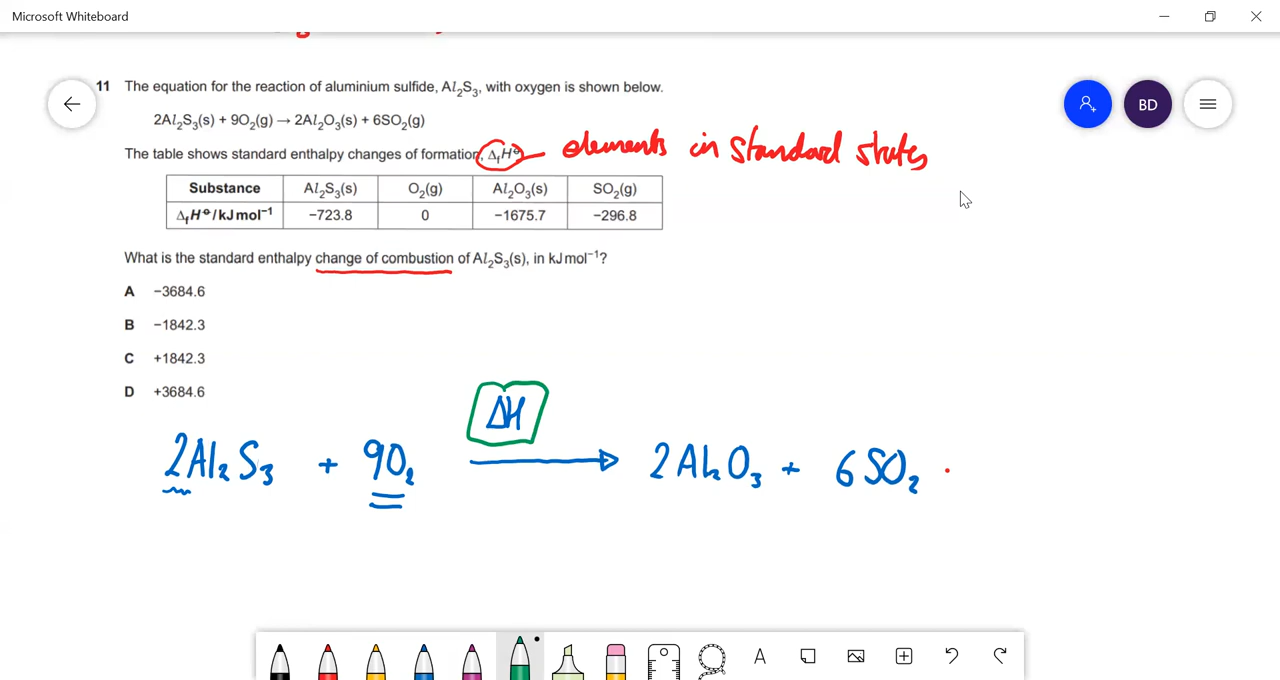 Microsoft Whiteboard
11 The equation for the reaction of aluminium sulfide, Al₂S₃, with oxygen is shown below.
BD
2Al₂S₃(s) + 9O₂(g) → 2Al₂O₃(s) + 6SO₂(g)
The table shows standard enthalpy changes of formation, ΔfH⦵ elements in standard states
Substance Al₂S₃(s) O₂(g) Al₂O₃(s) SO₂(g)
ΔfH⦵/kJ mol⁻¹ −723.8 0 −1675.7 −296.8
What is the standard enthalpy change of combustion of Al₂S₃(s), in kJ mol⁻¹?
A −3684.6
B −1842.3
C +1842.3
D +3684.6
ΔH
2Al₂S₃ + 9O₂ → 2Al₂O₃ + 6SO₂
A